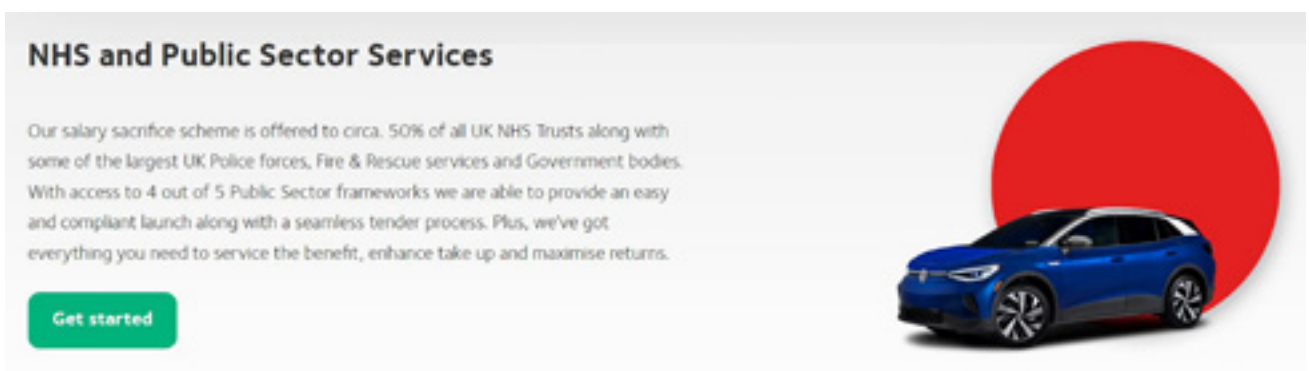 NHS and Public Sector Services
Our salary sacrifice scheme is offered to circa. 50% of all UK NHS Trusts along with
some of the largest UK Police forces, Fire & Rescue services and Government bodies.
With access to 4 out of 5 Public Sector frameworks we are able to provide an easy
and compliant launch along with a seamless tender process. Plus, we've got
everything you need to service the benefit, enhance take up and maximise returns.
Get started